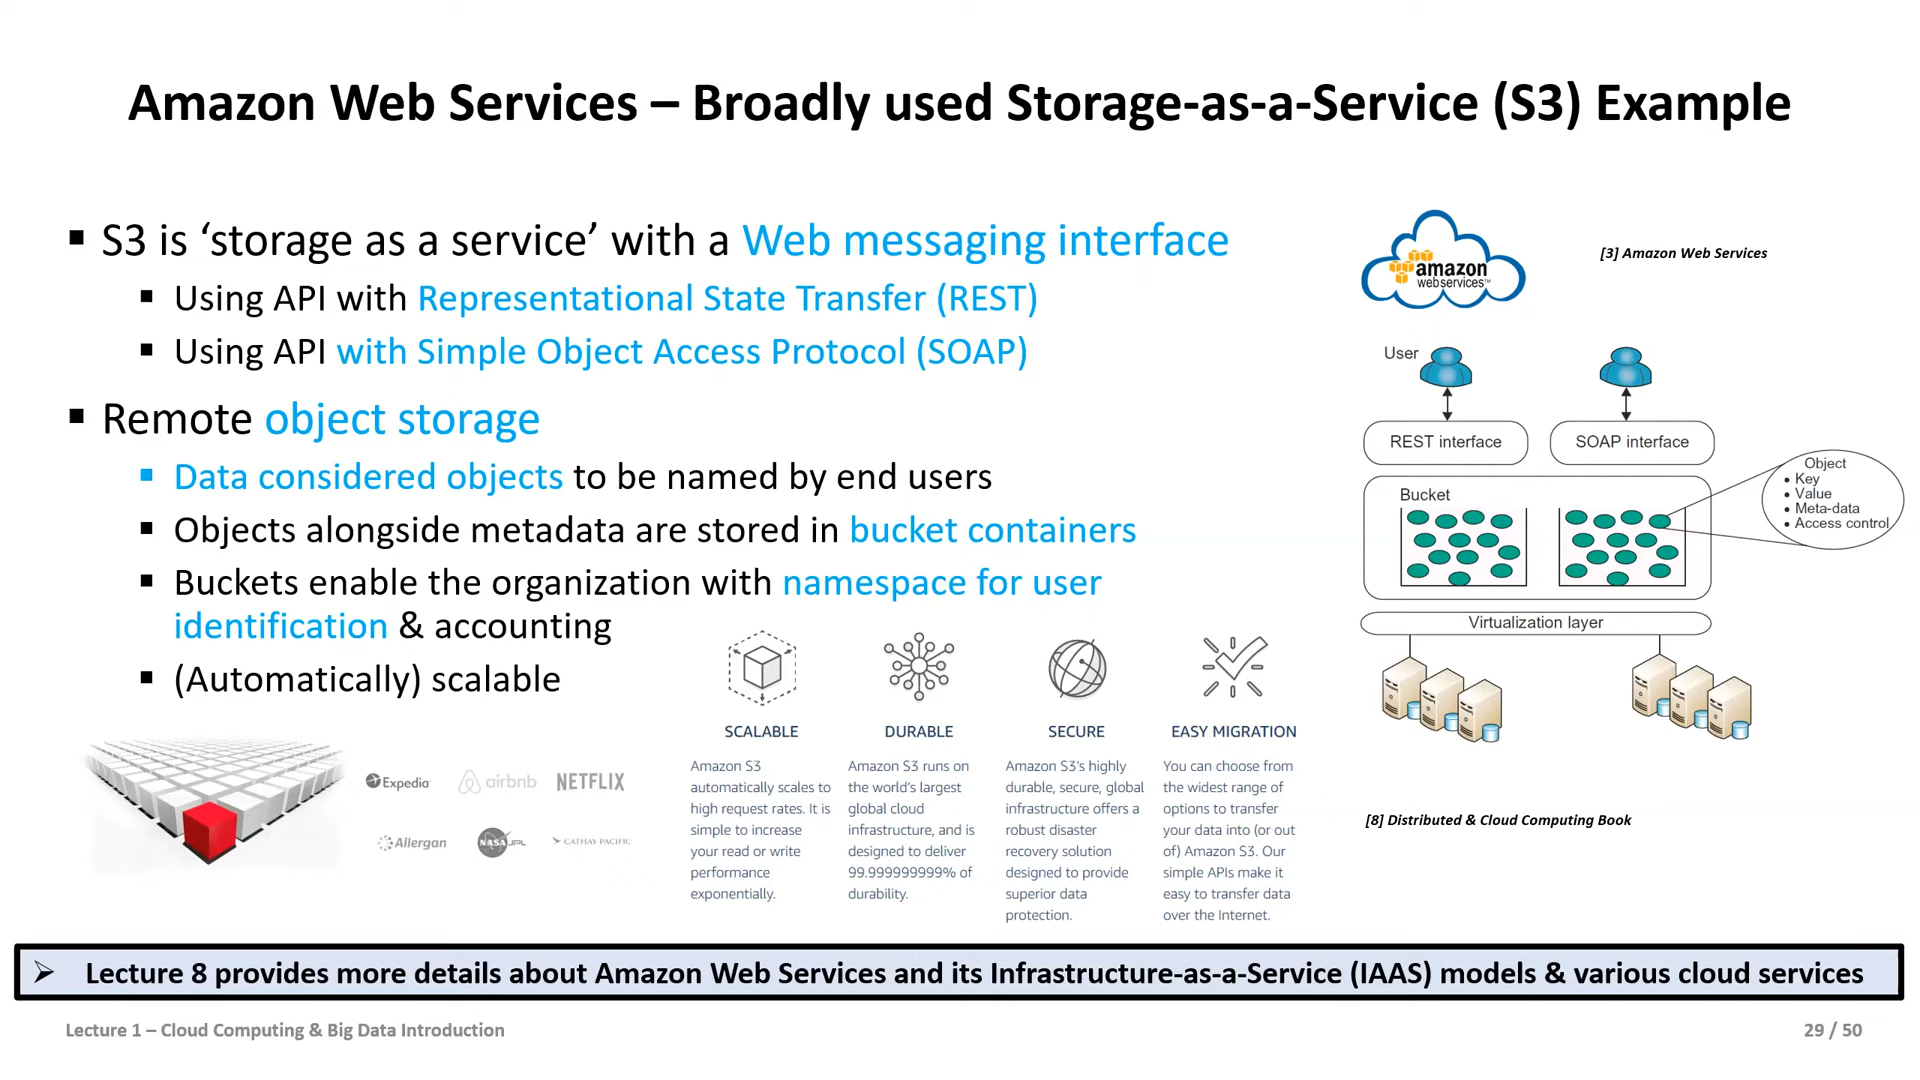 Amazon Web Services – Broadly used Storage-as-a-Service (S3) Example
▪ S3 is ‘storage as a service’ with a Web messaging interface
▪ Using API with Representational State Transfer (REST)
▪ Using API with Simple Object Access Protocol (SOAP)
▪ Remote object storage
▪ Data considered objects to be named by end users
▪ Objects alongside metadata are stored in bucket containers
▪ Buckets enable the organization with namespace for user
identification & accounting
▪ (Automatically) scalable
Expedia
airbnb
NETFLIX
Allergan
NASA JPL
CATHAY PACIFIC
SCALABLE
Amazon S3
automatically scales to
high request rates. It is
simple to increase
your read or write
performance
exponentially.
DURABLE
Amazon S3 runs on
the world’s largest
global cloud
infrastructure, and is
designed to deliver
99.999999999% of
durability.
SECURE
Amazon S3’s highly
durable, secure, global
infrastructure offers a
robust disaster
recovery solution
designed to provide
superior data
protection.
EASY MIGRATION
You can choose from
the widest range of
options to transfer
your data into (or out
of) Amazon S3. Our
simple APIs make it
easy to transfer data
over the Internet.
amazon
webservices™
[3] Amazon Web Services
User
REST interface
SOAP interface
Bucket
Object
• Key
• Value
• Meta-data
• Access control
Virtualization layer
[8] Distributed & Cloud Computing Book
➢ Lecture 8 provides more details about Amazon Web Services and its Infrastructure-as-a-Service (IAAS) models & various cloud services
Lecture 1 – Cloud Computing & Big Data Introduction
29 / 50